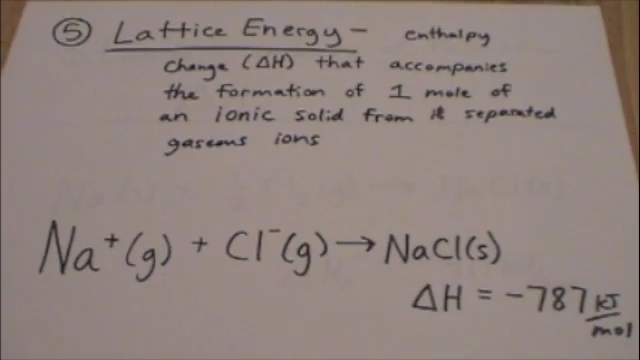 ⑤ Lattice Energy - enthalpy
change (ΔH) that accompanies
the formation of 1 mole of
an ionic solid from it separated
gaseous ions
Na⁺(g) + Cl⁻(g) → NaCl(s)
ΔH = -787 kJ/mol